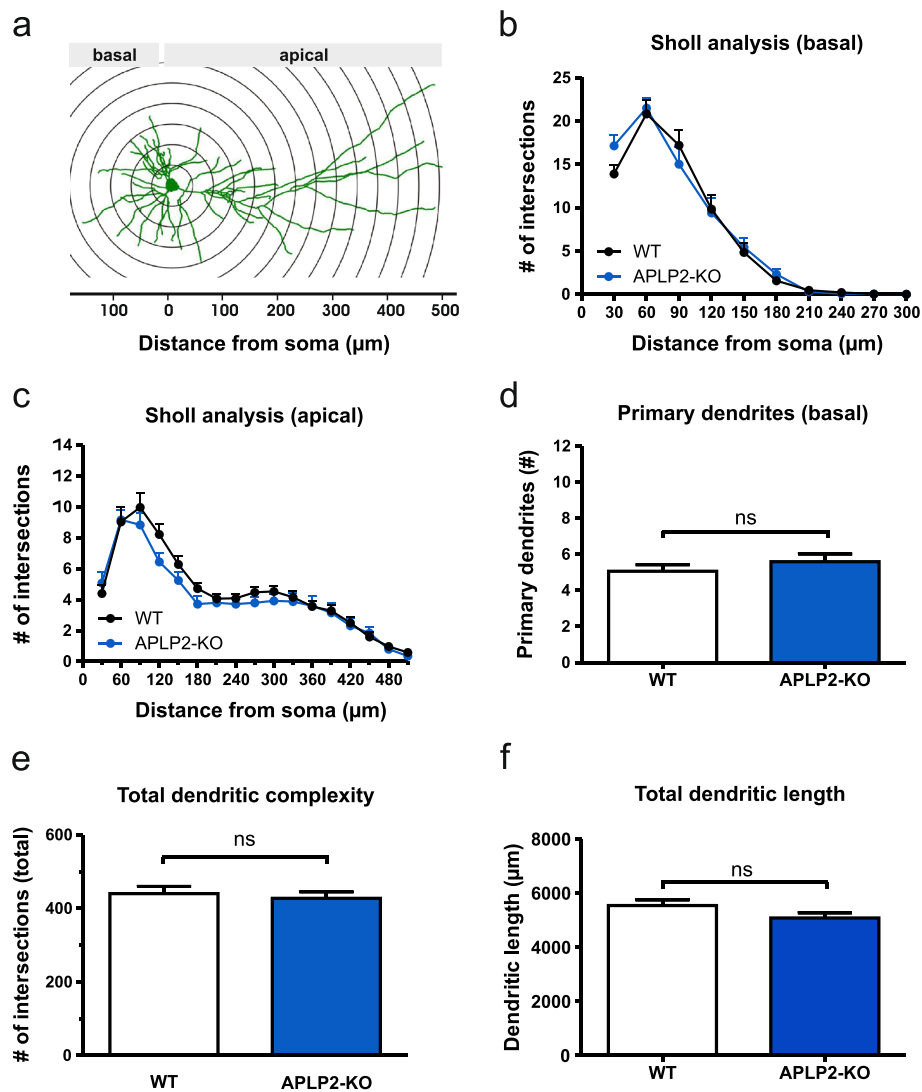 a
basal apical
100 0 100 200 300 400 500
Distance from soma (µm)
b
Sholl analysis (basal)
# of intersections
25
20
15
10
5
0
WT
APLP2-KO
0 30 60 90 120 150 180 210 240 270 300
Distance from soma (µm)
c
Sholl analysis (apical)
# of intersections
14
12
10
8
6
4
2
0
WT
APLP2-KO
0 60 120 180 240 300 360 420 480
Distance from soma (µm)
d
Primary dendrites (basal)
Primary dendrites (#)
12
10
8
6
4
2
0
ns
WT APLP2-KO
e
Total dendritic complexity
# of intersections (total)
600
400
200
0
ns
WT APLP2-KO
f
Total dendritic length
Dendritic length (µm)
8000
6000
4000
2000
0
ns
WT APLP2-KO